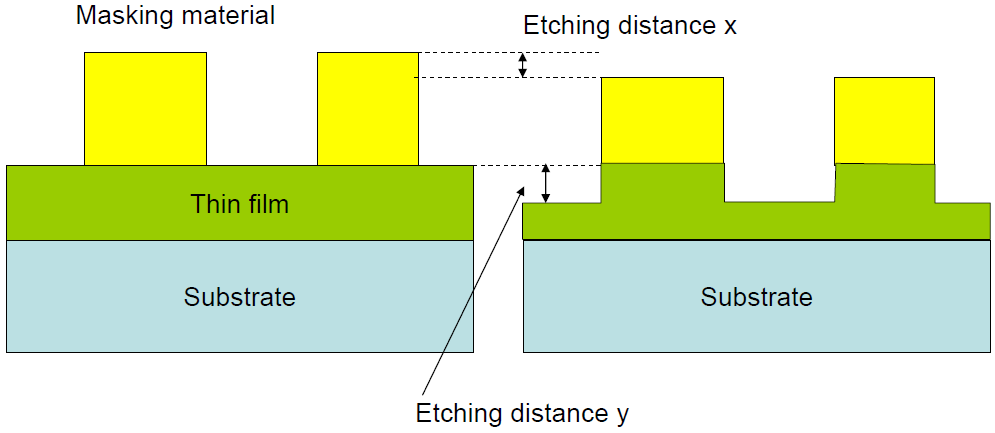 Masking material
Etching distance x
Thin film
Substrate
Substrate
Etching distance y